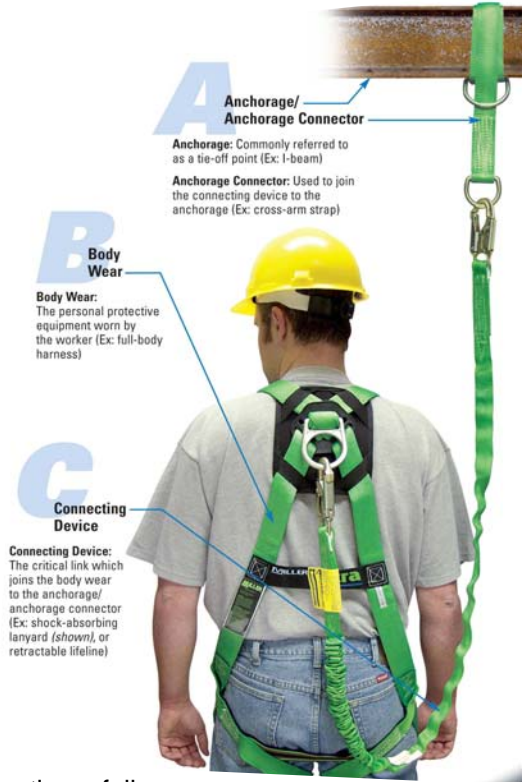 A
Anchorage/
Anchorage Connector
Anchorage: Commonly referred to
as a tie-off point (Ex: I-beam)
Anchorage Connector: Used to join
the connecting device to the
anchorage (Ex: cross-arm strap)
B
Body
Wear
Body Wear:
The personal protective
equipment worn by
the worker (Ex: full-body
harness)
C
Connecting
Device
Connecting Device:
The critical link which
joins the body wear
to the anchorage/
anchorage connector
(Ex: shock-absorbing
lanyard (shown), or
retractable lifeline)
MILLER